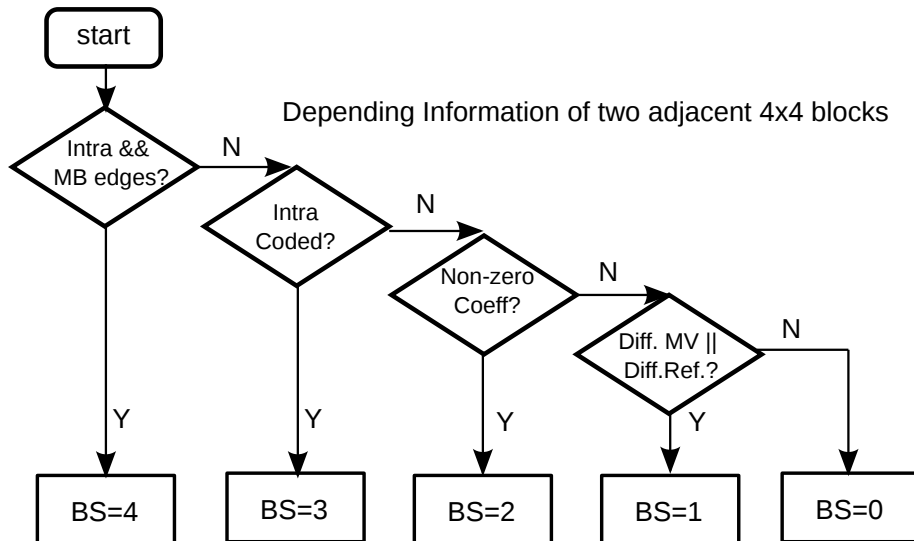 start
Depending Information of two adjacent 4x4 blocks
Intra &&
MB edges?
N
Intra
Coded?
N
Non-zero
Coeff?
N
Diff. MV ||
Diff.Ref.?
N
Y
Y
Y
Y
BS=4
BS=3
BS=2
BS=1
BS=0